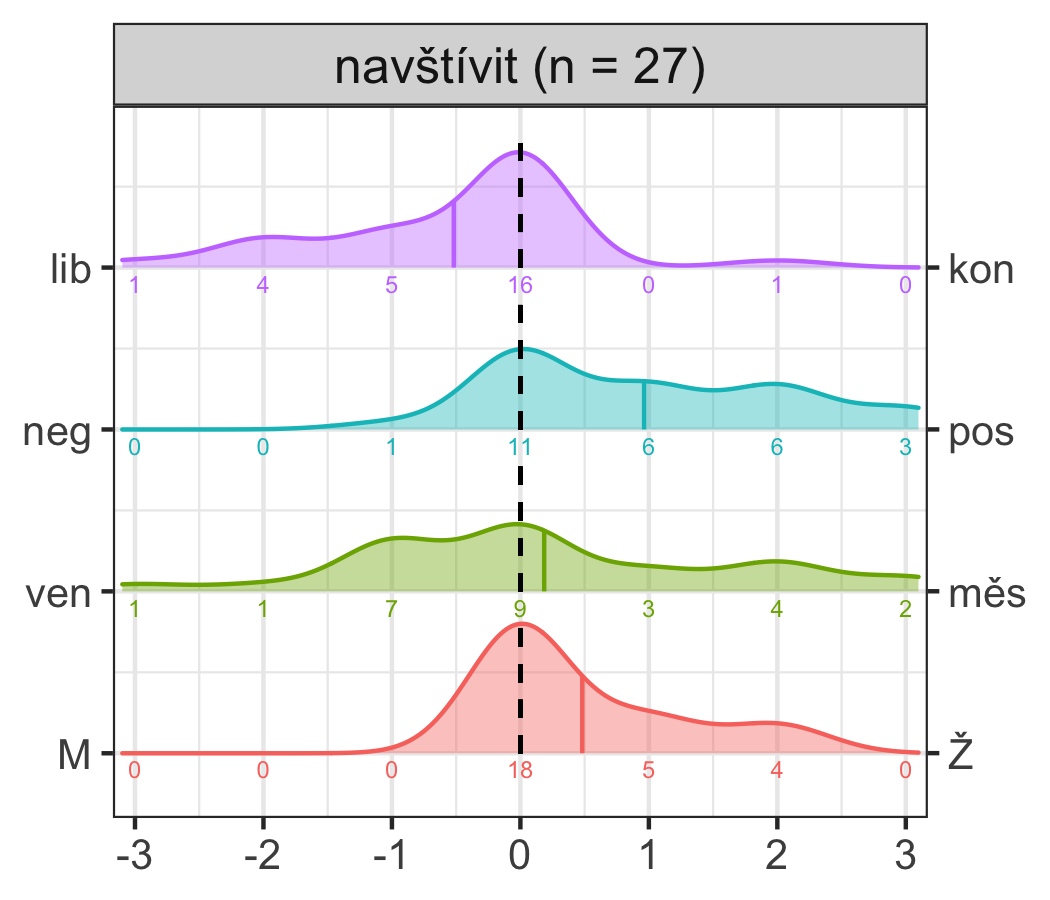 navštívit (n = 27)
lib kon
1 4 5 16 0 1 0
neg pos
0 0 1 11 6 6 3
ven měs
1 1 7 9 3 4 2
M Ž
0 0 0 18 5 4 0
-3 -2 -1 0 1 2 3